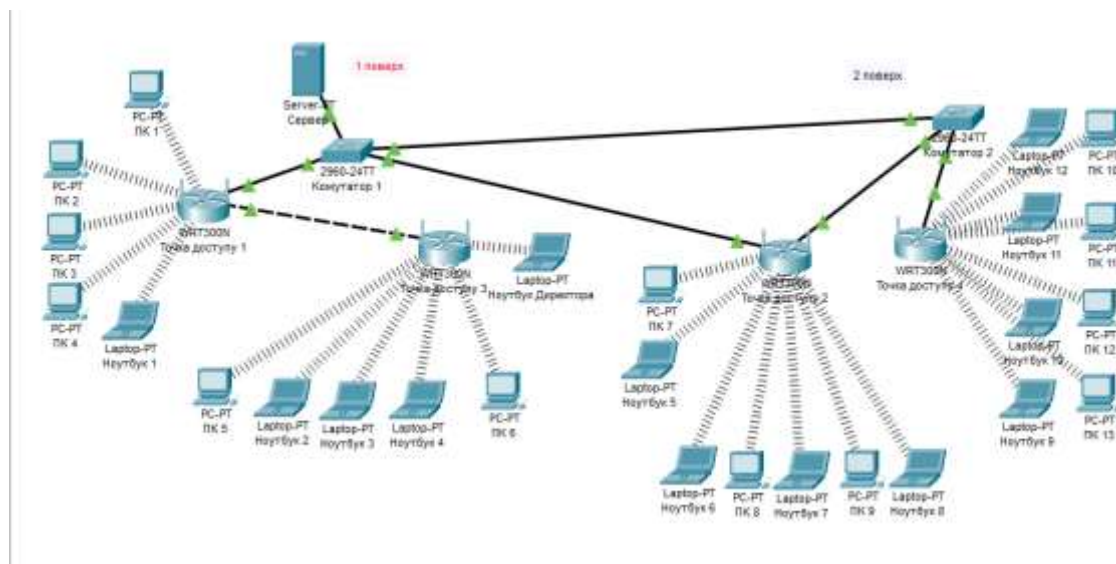 1 поверх
2 поверх
Server-PT
Сервер
2960-24TT
Комутатор 1
2960-24TT
Комутатор 2
PC-PT
ПК 1
PC-PT
ПК 2
PC-PT
ПК 3
PC-PT
ПК 4
Laptop-PT
Ноутбук 1
WRT300N
Точка доступу 1
WRT300N
Точка доступу 3
Laptop-PT
Ноутбук Директора
PC-PT
ПК 5
Laptop-PT
Ноутбук 2
Laptop-PT
Ноутбук 3
Laptop-PT
Ноутбук 4
PC-PT
ПК 6
WRT300N
Точка доступу 2
PC-PT
ПК 7
Laptop-PT
Ноутбук 5
Laptop-PT
Ноутбук 6
PC-PT
ПК 8
Laptop-PT
Ноутбук 7
PC-PT
ПК 9
Laptop-PT
Ноутбук 8
WRT300N
Точка доступу 4
Laptop-PT
Ноутбук 12
PC-PT
ПК 10
Laptop-PT
Ноутбук 11
PC-PT
ПК 11
Laptop-PT
Ноутбук 10
PC-PT
ПК 12
Laptop-PT
Ноутбук 9
PC-PT
ПК 13